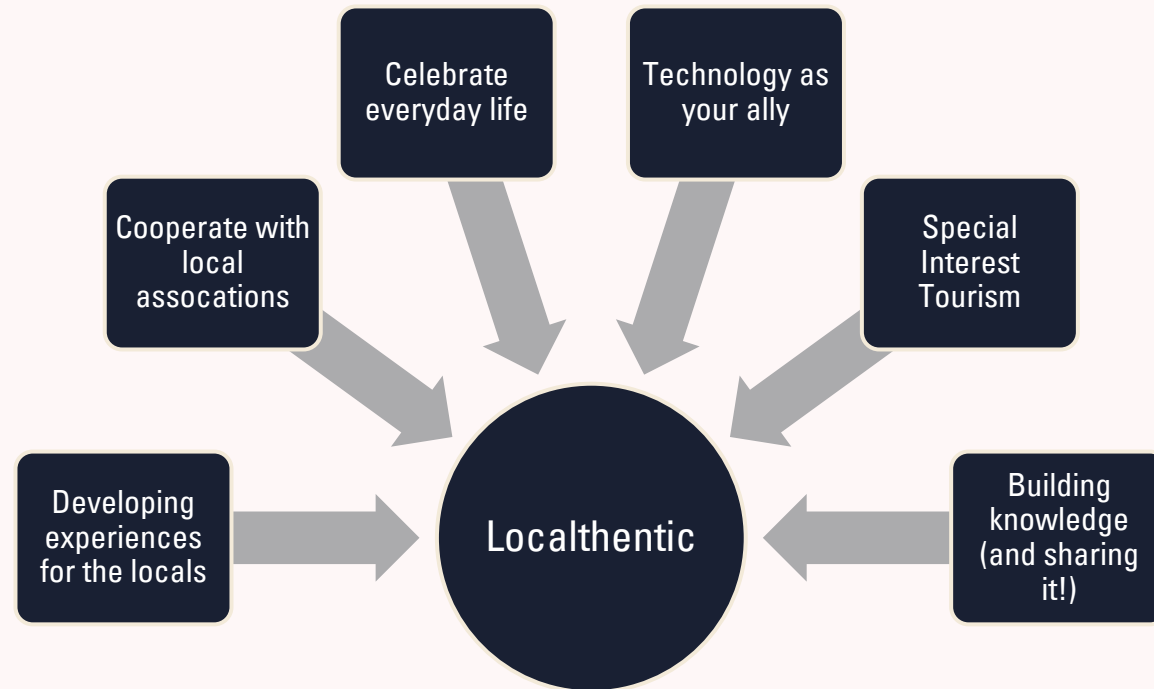 Celebrate
everyday life
Technology as
your ally
Cooperate with
local
assocations
Special
Interest
Tourism
Developing
experiences
for the locals
Localthentic
Building
knowledge
(and sharing
it!)